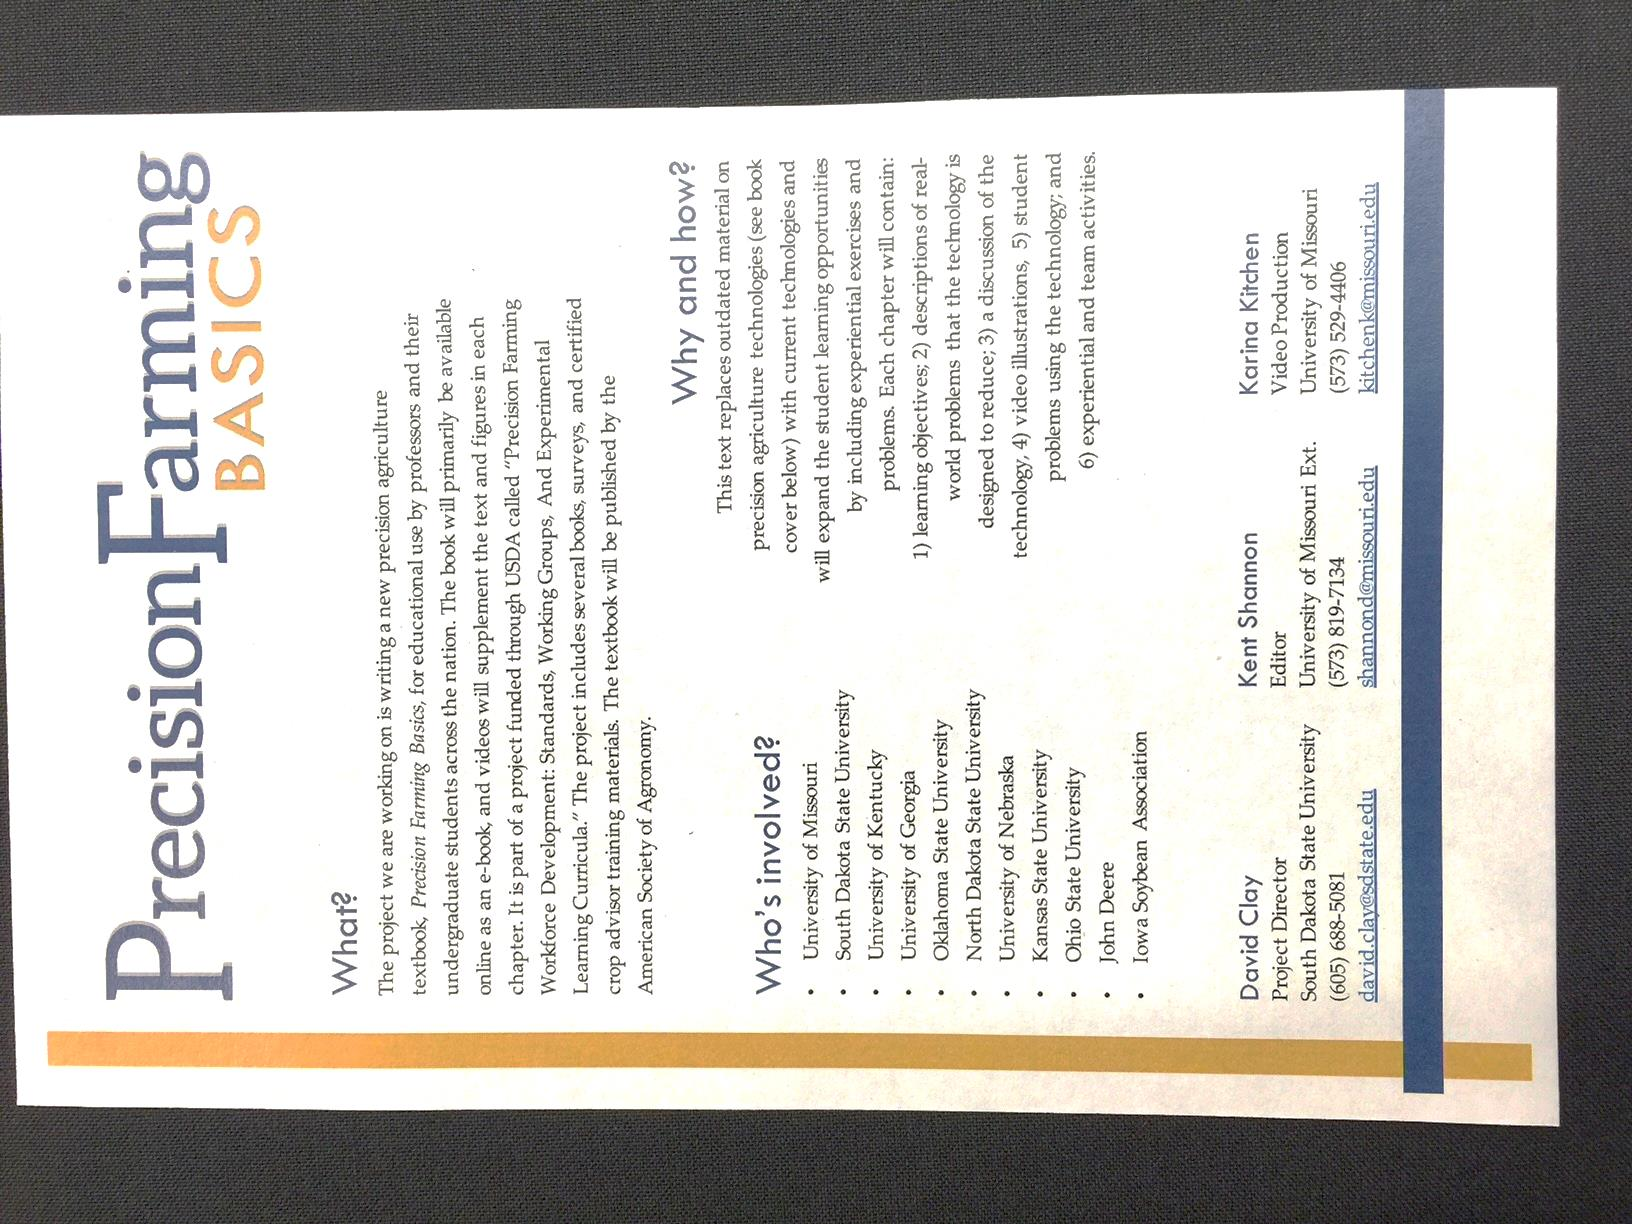 PrecisionFarming
BASICS
What?
The project we are working on is writing a new precision agriculture
textbook, Precision Farming Basics, for educational use by professors and their
undergraduate students across the nation. The book will primarily be available
online as an e-book, and videos will supplement the text and figures in each
chapter. It is part of a project funded through USDA called "Precision Farming
Workforce Development: Standards, Working Groups, And Experimental
Learning Curricula." The project includes several books, surveys, and certified
crop advisor training materials. The textbook will be published by the
American Society of Agronomy.
Why and how?
This text replaces outdated material on
precision agriculture technologies (see book
cover below) with current technologies and
will expand the student learning opportunities
by including experiential exercises and
problems. Each chapter will contain:
1) learning objectives; 2) descriptions of real-
world problems that the technology is
designed to reduce; 3) a discussion of the
technology, 4) video illustrations, 5) student
problems using the technology; and
6) experiential and team activities.
Who's involved?
• University of Missouri
• South Dakota State University
• University of Kentucky
• University of Georgia
• Oklahoma State University
• North Dakota State University
• University of Nebraska
• Kansas State University
• Ohio State University
• John Deere
• Iowa Soybean Association
David Clay
Project Director
South Dakota State University
(605) 688-5081
david.clay@sdstate.edu
Kent Shannon
Editor
University of Missouri Ext.
(573) 819-7134
shannond@missouri.edu
Karina Kitchen
Video Production
University of Missouri
(573) 529-4406
kitchenk@missouri.edu